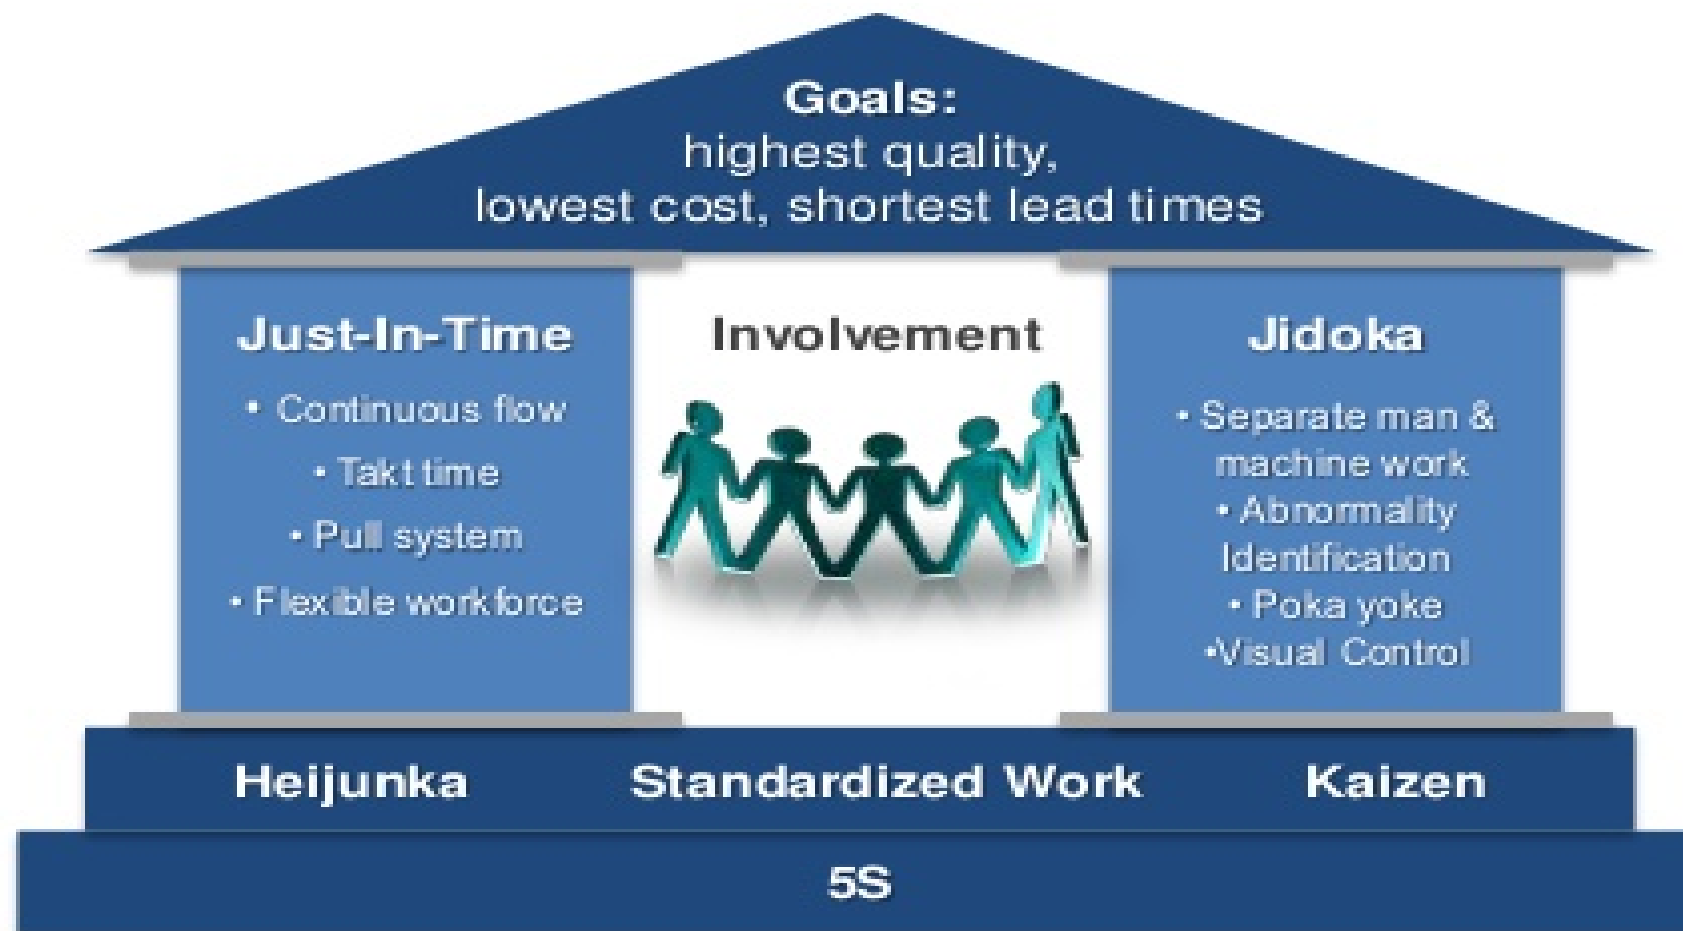 Goals:
highest quality,
lowest cost, shortest lead times
Just-In-Time
• Continuous flow
• Takt time
• Pull system
• Flexible workforce
Involvement
Jidoka
• Separate man &
machine work
• Abnormality
Identification
• Poka yoke
•Visual Control
Heijunka Standardized Work Kaizen
5S